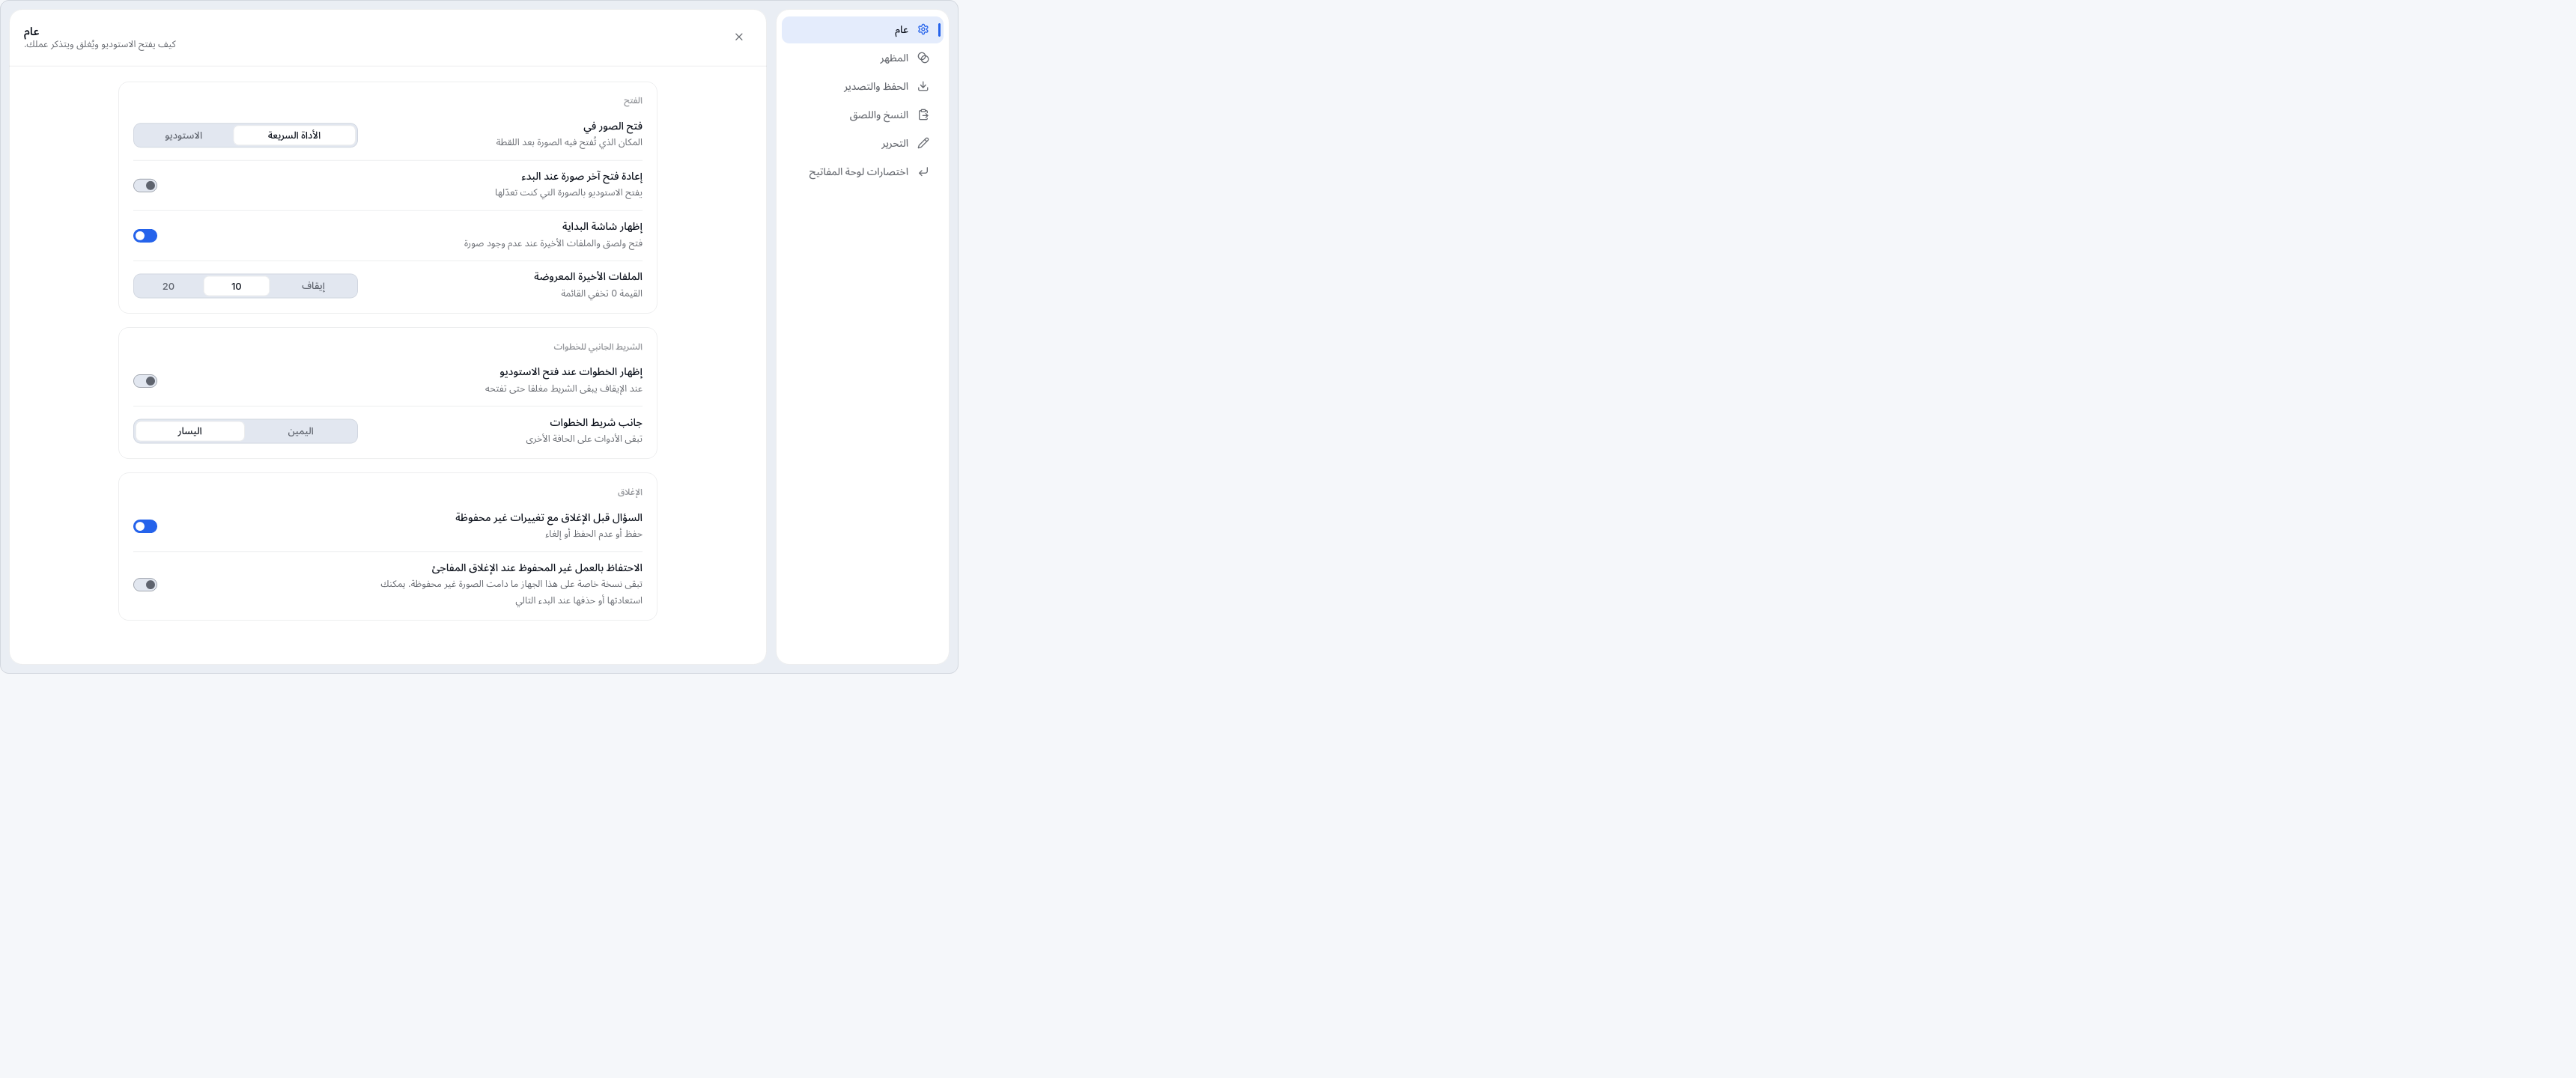 عام
المظهر
الحفظ والتصدير
النسخ واللصق
التحرير
اختصارات لوحة المفاتيح
عام
كيف يفتح الاستوديو ويُغلق ويتذكر عملك.
الفتح
فتح الصور في
المكان الذي تُفتح فيه الصورة بعد اللقطة
الأداة السريعة
الاستوديو
إعادة فتح آخر صورة عند البدء
يفتح الاستوديو بالصورة التي كنت تعدّلها
إظهار شاشة البداية
فتح ولصق والملفات الأخيرة عند عدم وجود صورة
الملفات الأخيرة المعروضة
القيمة 0 تخفي القائمة
إيقاف
10
20
الشريط الجانبي للخطوات
إظهار الخطوات عند فتح الاستوديو
عند الإيقاف يبقى الشريط مغلقا حتى تفتحه
جانب شريط الخطوات
تبقى الأدوات على الحافة الأخرى
اليمين
اليسار
الإغلاق
السؤال قبل الإغلاق مع تغييرات غير محفوظة
حفظ أو عدم الحفظ أو إلغاء
الاحتفاظ بالعمل غير المحفوظ عند الإغلاق المفاجئ
تبقى نسخة خاصة على هذا الجهاز ما دامت الصورة غير محفوظة. يمكنك
استعادتها أو حذفها عند البدء التالي